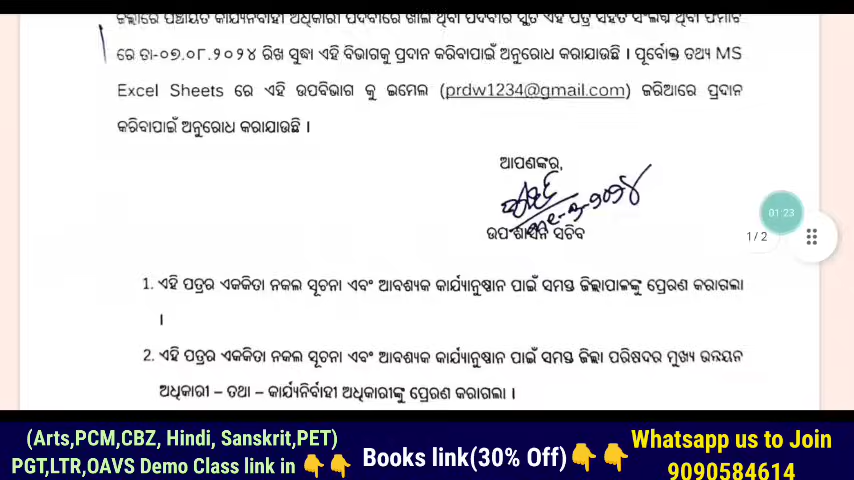 ଜିଲ୍ଲାରେ ପଞ୍ଚାୟତ କାର୍ଯ୍ୟନିର୍ବାହୀ ଅଧିକାରୀ ପଦବୀରେ ଖାଲି ଥିବା ପଦବୀର ସ୍ଥିତି ଏହି ପତ୍ର ସହିତ ସଂଲଗ୍ନ ଥିବା ଫର୍ମାଟ
ରେ ତା-୦୭.୦୮.୨୦୨୪ ରିଖ ସୁଦ୍ଧା ଏହି ବିଭାଗକୁ ପ୍ରଦାନ କରିବାପାଇଁ ଅନୁରୋଧ କରାଯାଉଛି । ପୂର୍ବୋକ୍ତ ତଥ୍ୟ MS
Excel Sheets ରେ ଏହି ଉପବିଭାଗ କୁ ଇମେଲ (prdw1234@gmail.com) ଜରିଆରେ ପ୍ରଦାନ
କରିବାପାଇଁ ଅନୁରୋଧ କରାଯାଉଛି ।
ଆପଣଙ୍କର,
ଉପଶାସନ ସଚିବ
01:23
1/2
1. ଏହି ପତ୍ରର ଏକକିତା ନକଲ ସୂଚନା ଏବଂ ଆବଶ୍ୟକ କାର୍ଯ୍ୟାନୁଷ୍ଠାନ ପାଇଁ ସମସ୍ତ ଜିଲ୍ଲାପାଳଙ୍କୁ ପ୍ରେରଣ କରାଗଲା
।
2. ଏହି ପତ୍ରର ଏକକିତା ନକଲ ସୂଚନା ଏବଂ ଆବଶ୍ୟକ କାର୍ଯ୍ୟାନୁଷ୍ଠାନ ପାଇଁ ସମସ୍ତ ଜିଲ୍ଲା ପରିଷଦର ମୁଖ୍ୟ ଉନ୍ନୟନ
ଅଧିକାରୀ – ତଥା – କାର୍ଯ୍ୟନିର୍ବାହୀ ଅଧିକାରୀଙ୍କୁ ପ୍ରେରଣ କରାଗଲା ।
(Arts,PCM,CBZ, Hindi, Sanskrit,PET)
PGT,LTR,OAVS Demo Class link in 👇👇
Books link(30% Off)👇👇
Whatsapp us to Join
9090584614